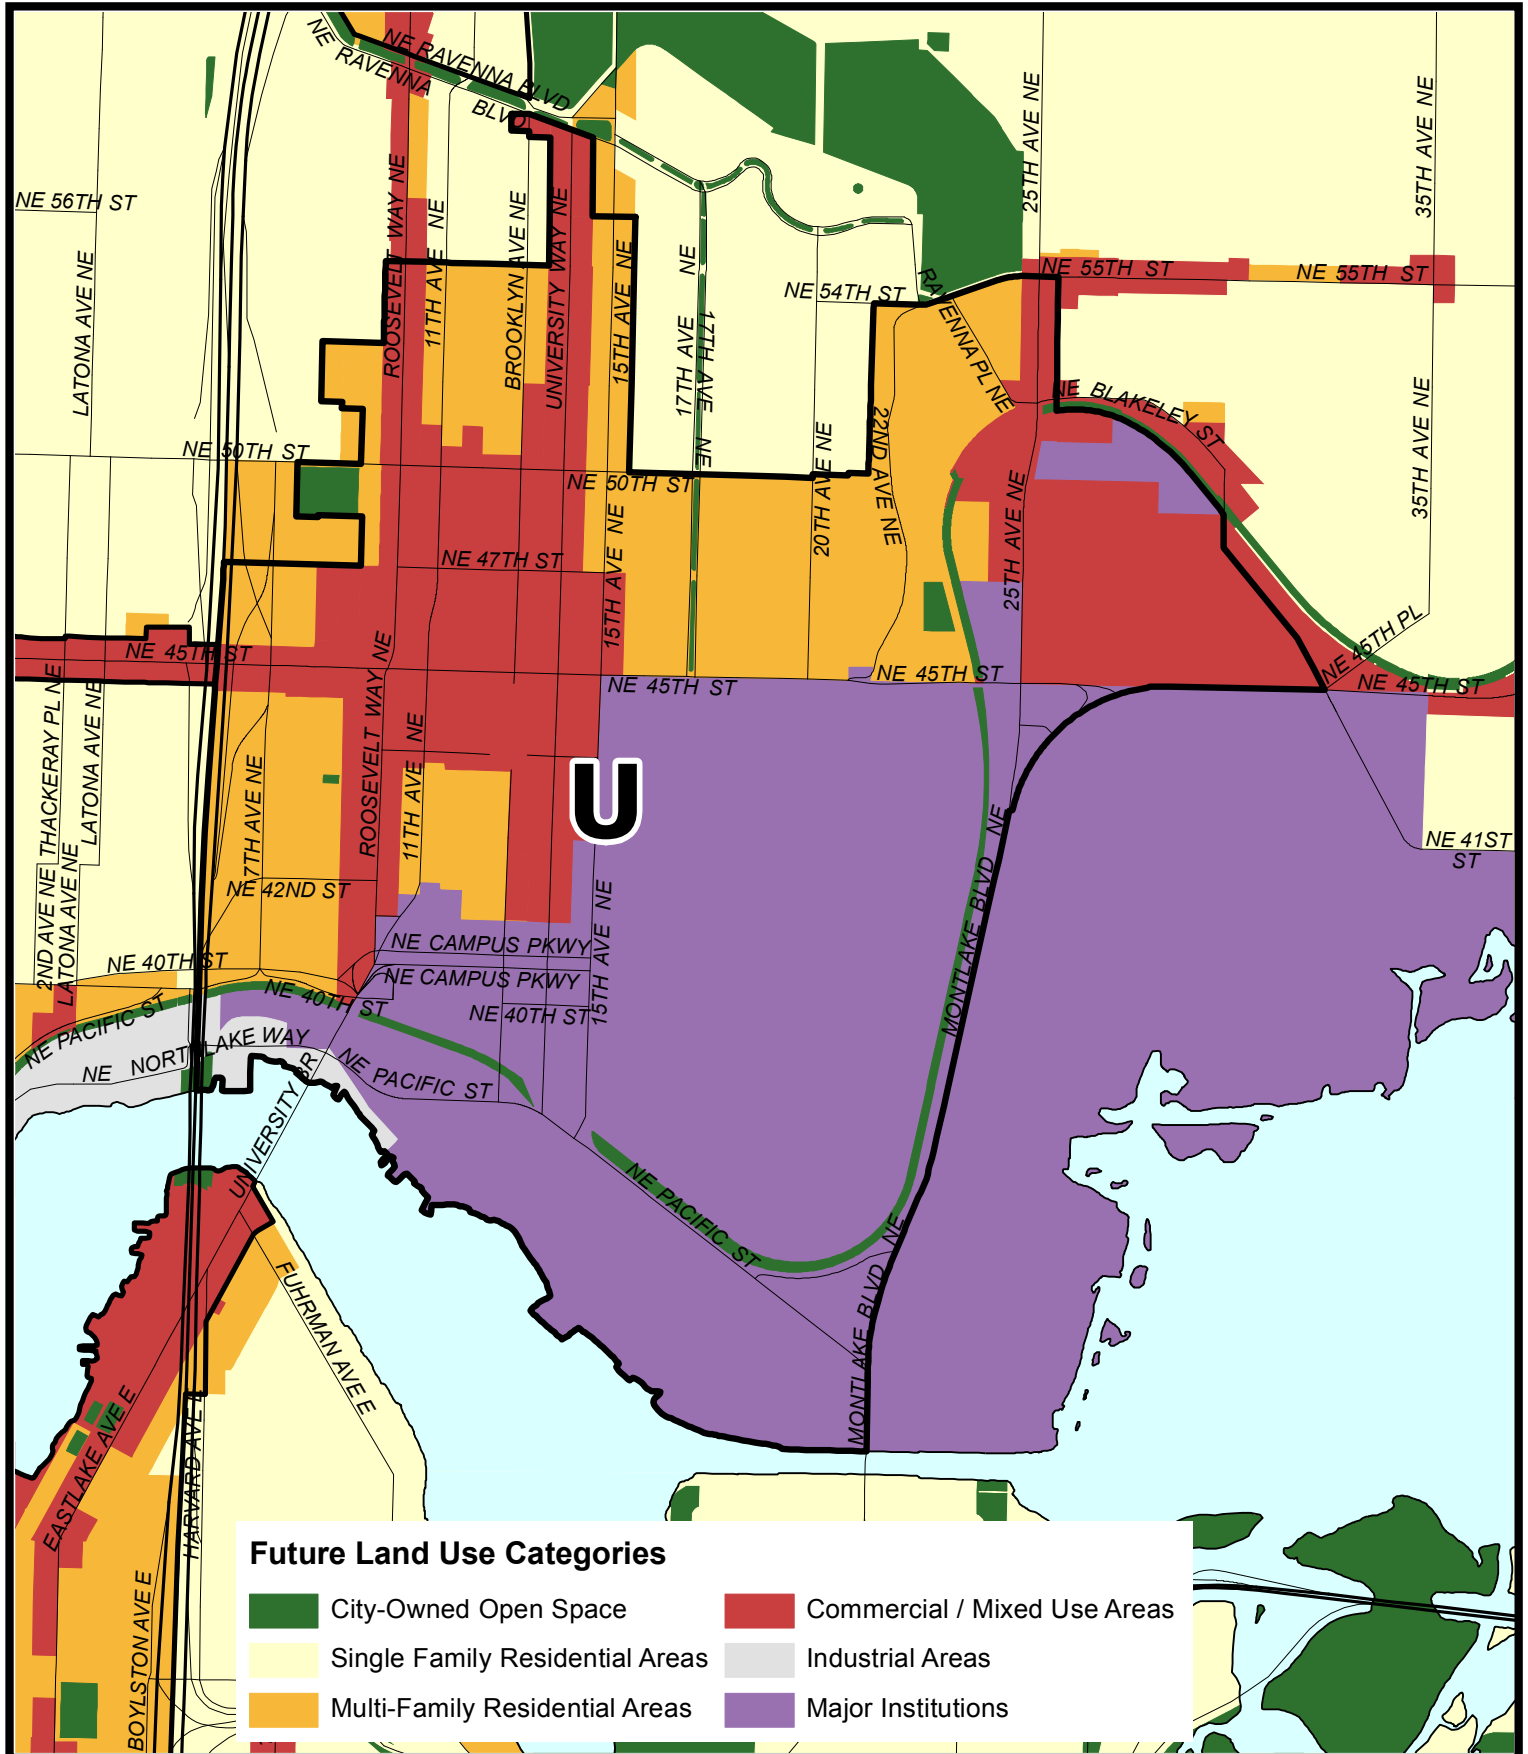 NE RAVENNA BLVD
NE RAVENNA BLVD
25TH AVE NE
35TH AVE NE
NE 56TH ST
ROOSEVELT WAY NE
11TH AVE NE
BROOKLYN AVE NE
UNIVERSITY WAY NE
15TH AVE NE
17TH AVE NE
17TH AVE NE
LATONA AVE NE
NE 54TH ST
RAVENNA PL NE
NE 55TH ST
NE 55TH ST
NE BLAKELEY ST
35TH AVE NE
NE 50TH ST
NE 50TH ST
20TH AVE NE
22ND AVE NE
25TH AVE NE
NE 47TH ST
15TH AVE NE
NE 45TH ST
NE 45TH ST
NE 45TH ST
NE 45TH PL
NE 45TH ST
2ND AVE NE THACKERAY PL NE
LATONA AVE NE
LATONA AVE NE
7TH AVE NE
ROOSEVELT WAY NE
11TH AVE NE
U
NE 41ST
ST
NE 42ND ST
MONTLAKE BLVD NE
15TH AVE NE
NE CAMPUS PKWY
NE CAMPUS PKWY
NE 40TH ST
NE 40TH ST
NE 40TH ST
NE PACIFIC ST
NE NORTHLAKE WAY
NE PACIFIC ST
UNIVERSITY BR
NE PACIFIC ST
MONTLAKE BLVD NE
FUHRMAN AVE E
EASTLAKE AVE E
HARVARD AVE E
BOYLSTON AVE E
Future Land Use Categories
City-Owned Open Space
Single Family Residential Areas
Multi-Family Residential Areas
Commercial / Mixed Use Areas
Industrial Areas
Major Institutions